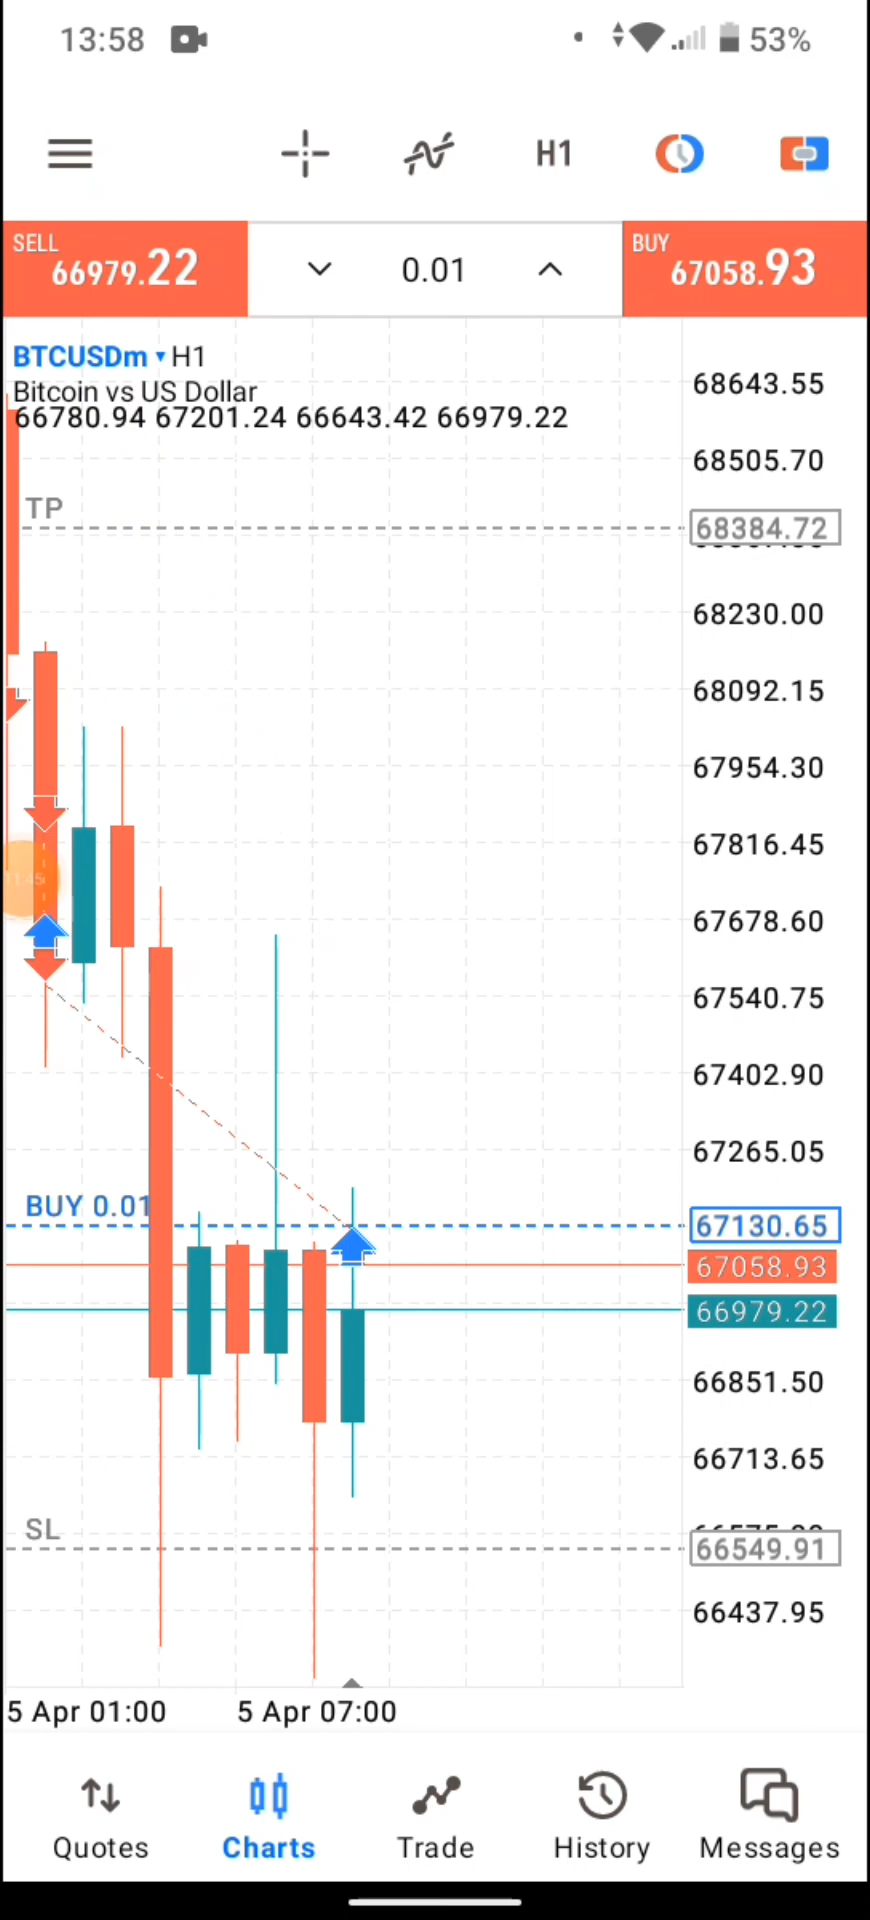 13:58 53%
H1
SELL
66979.22
0.01
BUY
67058.93
BTCUSDm ▾ H1
Bitcoin vs US Dollar
66780.94 67201.24 66643.42 66979.22
68643.55
68505.70
TP
68384.72
68230.00
68092.15
67954.30
67816.45
67678.60
67540.75
67402.90
67265.05
BUY 0.01
67130.65
67058.93
66979.22
66851.50
66713.65
SL
66549.91
66437.95
5 Apr 01:00 5 Apr 07:00
Quotes Charts Trade History Messages